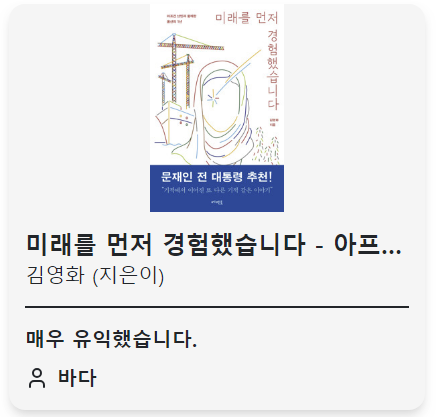 미래를 먼저
경험했습니다
문재인 전 대통령 추천!
미래를 먼저 경험했습니다 - 아프...
김영화 (지은이)
매우 유익했습니다.
바다